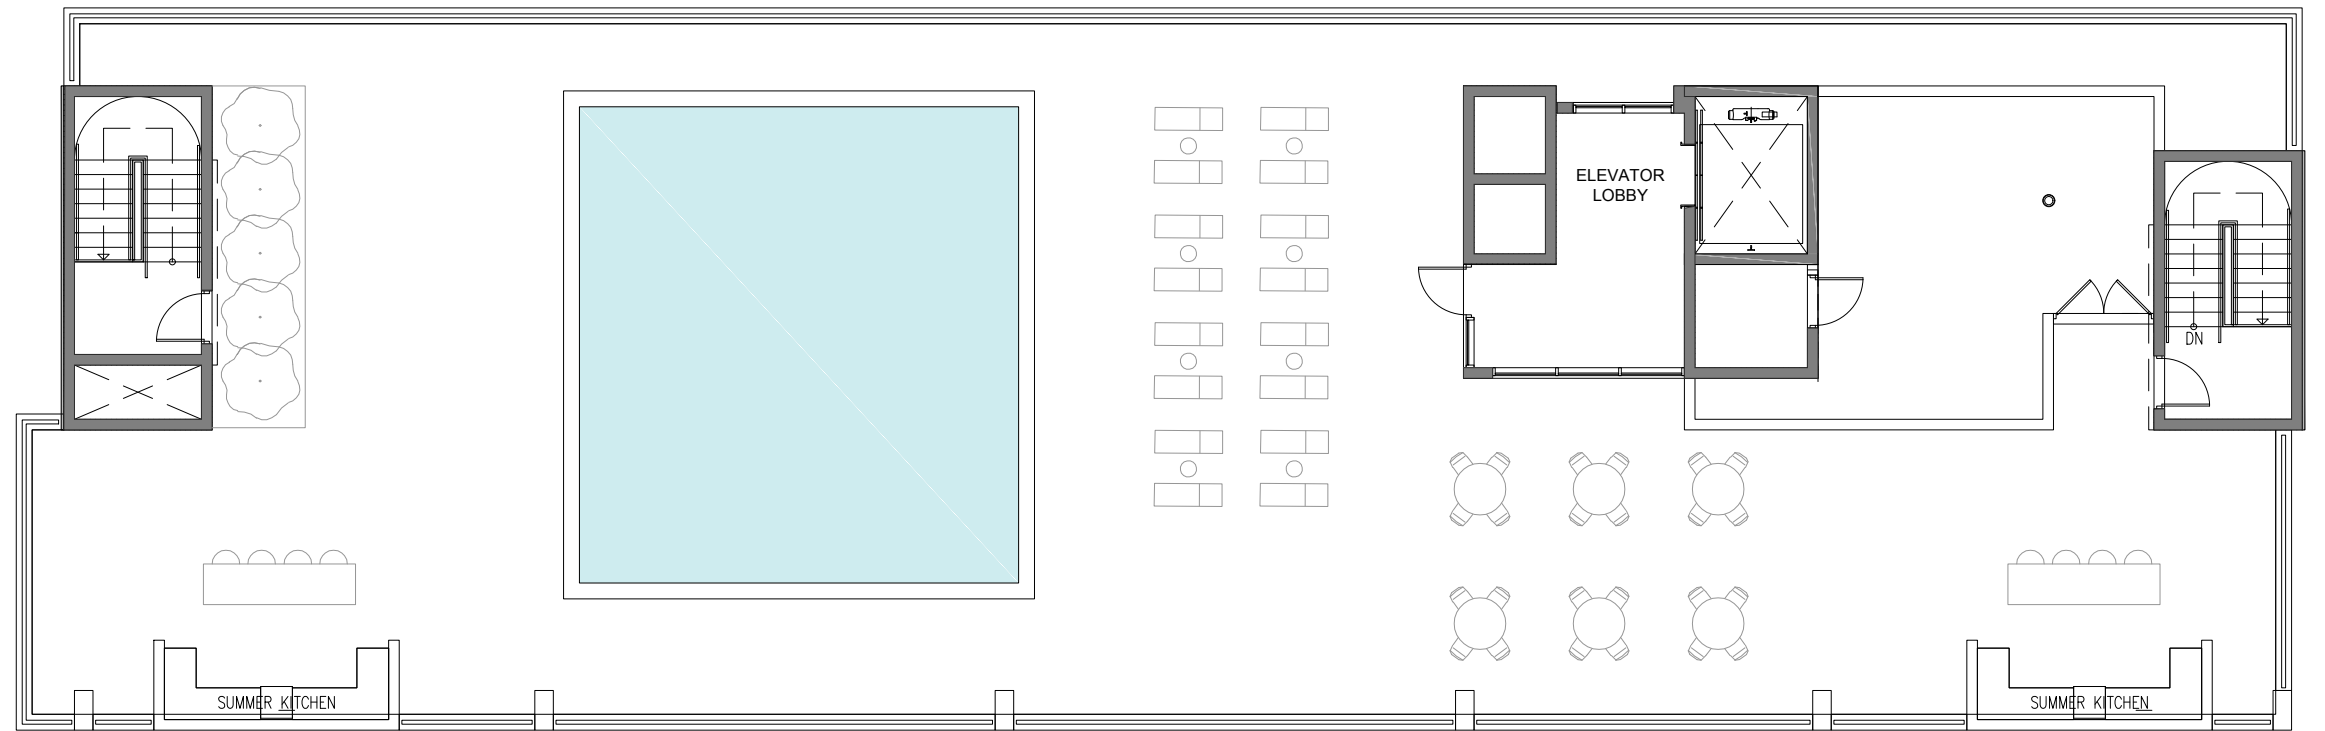 ELEVATOR
LOBBY
DN
SUMMER KITCHEN
SUMMER KITCHEN